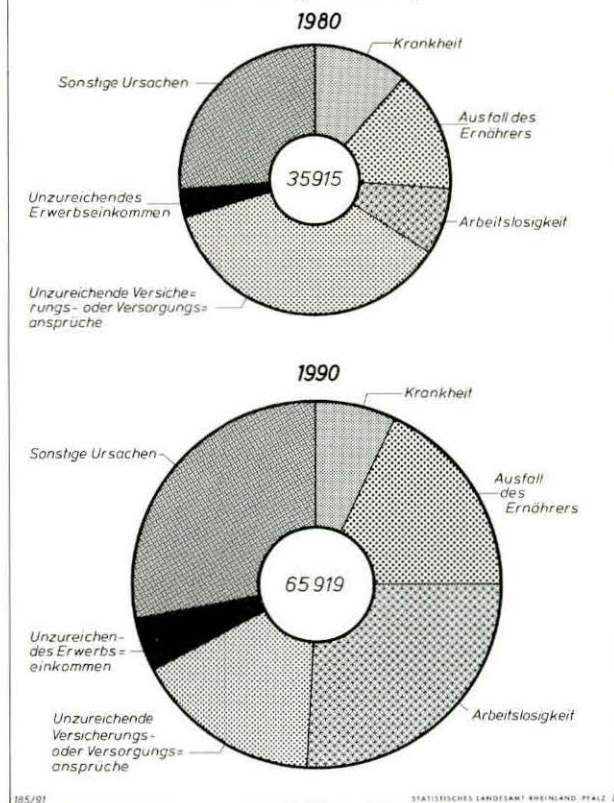 1980
Krankheit
Sonstige Ursachen
Ausfall des
Ernährers
35915
Unzureichendes
Erwerbseinkommen
Arbeitslosigkeit
Unzureichende Versiche=
rungs- oder Versorgungs=
ansprüche
1990
Krankheit
Sonstige Ursachen
Ausfall
des
Ernährers
65919
Unzureichen-
des Erwerbs=
einkommen
Unzureichende
Versicherungs-
oder Versorgungs=
ansprüche
Arbeitslosigkeit
185/91
STATISTISCHES LANDESAMT RHEINLAND-PFALZ